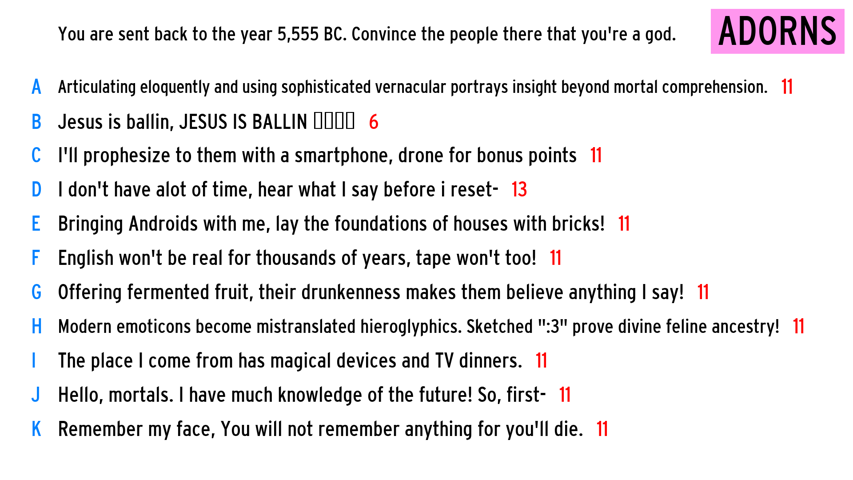 You are sent back to the year 5,555 BC. Convince the people there that you're a god.
ADORNS
A Articulating eloquently and using sophisticated vernacular portrays insight beyond mortal comprehension. 11
B Jesus is ballin, JESUS IS BALLIN ▯▯▯▯ 6
C I'll prophesize to them with a smartphone, drone for bonus points 11
D I don't have alot of time, hear what I say before i reset- 13
E Bringing Androids with me, lay the foundations of houses with bricks! 11
F English won't be real for thousands of years, tape won't too! 11
G Offering fermented fruit, their drunkenness makes them believe anything I say! 11
H Modern emoticons become mistranslated hieroglyphics. Sketched ":3" prove divine feline ancestry! 11
I The place I come from has magical devices and TV dinners. 11
J Hello, mortals. I have much knowledge of the future! So, first- 11
K Remember my face, You will not remember anything for you'll die. 11